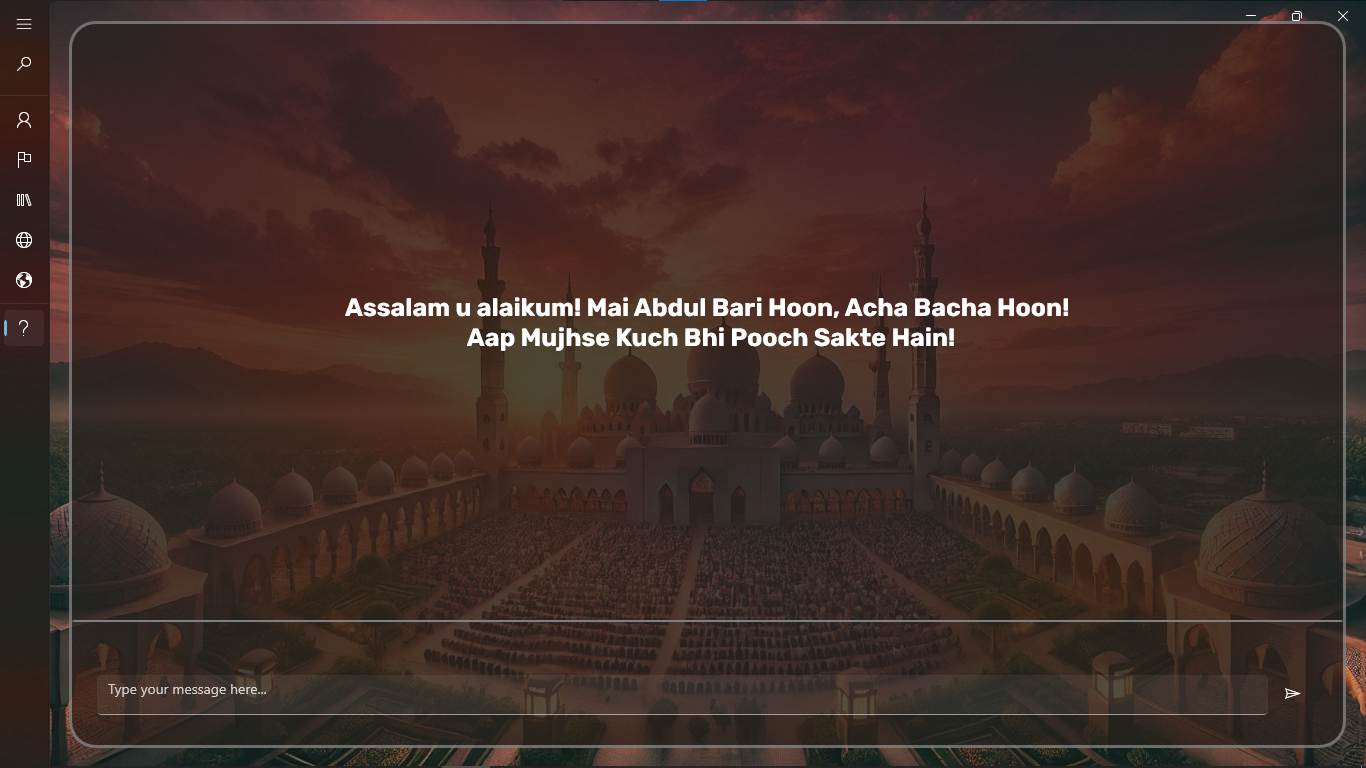 Assalam u alaikum! Mai Abdul Bari Hoon, Acha Bacha Hoon!
Aap Mujhse Kuch Bhi Pooch Sakte Hain!
Type your message here...